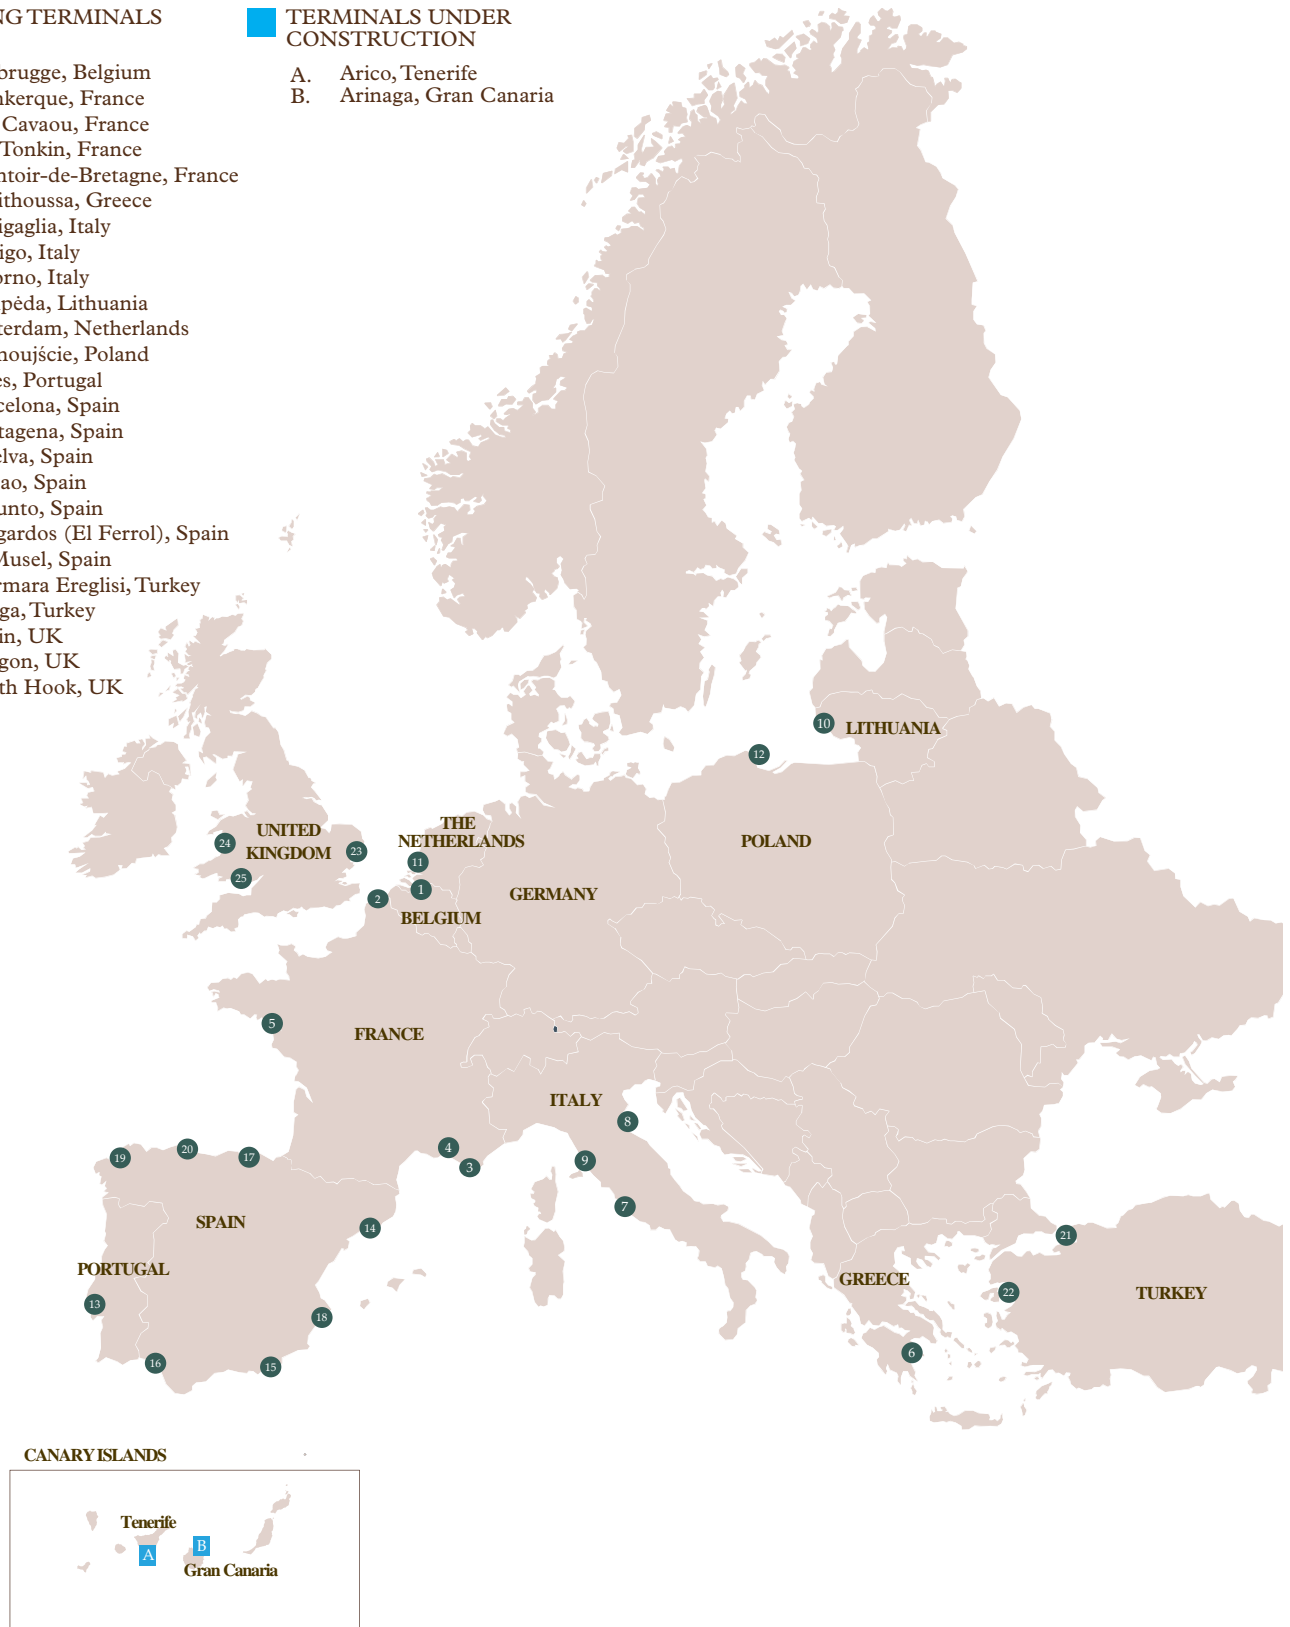 NG TERMINALS
brugge, Belgium
nkerque, France
Cavaou, France
Tonkin, France
ntoir-de-Bretagne, France
ithoussa, Greece
igaglia, Italy
igo, Italy
orno, Italy
pėda, Lithuania
terdam, Netherlands
noujście, Poland
es, Portugal
celona, Spain
tagena, Spain
elva, Spain
ao, Spain
unto, Spain
gardos (El Ferrol), Spain
Musel, Spain
rmara Ereglisi, Turkey
ga, Turkey
in, UK
gon, UK
th Hook, UK
TERMINALS UNDER
CONSTRUCTION
A. Arico, Tenerife
B. Arinaga, Gran Canaria
10
LITHUANIA
12
THE
NETHERLANDS
UNITED
KINGDOM
24
23
25
POLAND
11
1
2
BELGIUM
GERMANY
5
FRANCE
ITALY
8
4
3
9
7
19
20
17
SPAIN
14
PORTUGAL
13
18
16
15
21
GREECE
22
TURKEY
6
CANARY ISLANDS
Tenerife
A
B
Gran Canaria